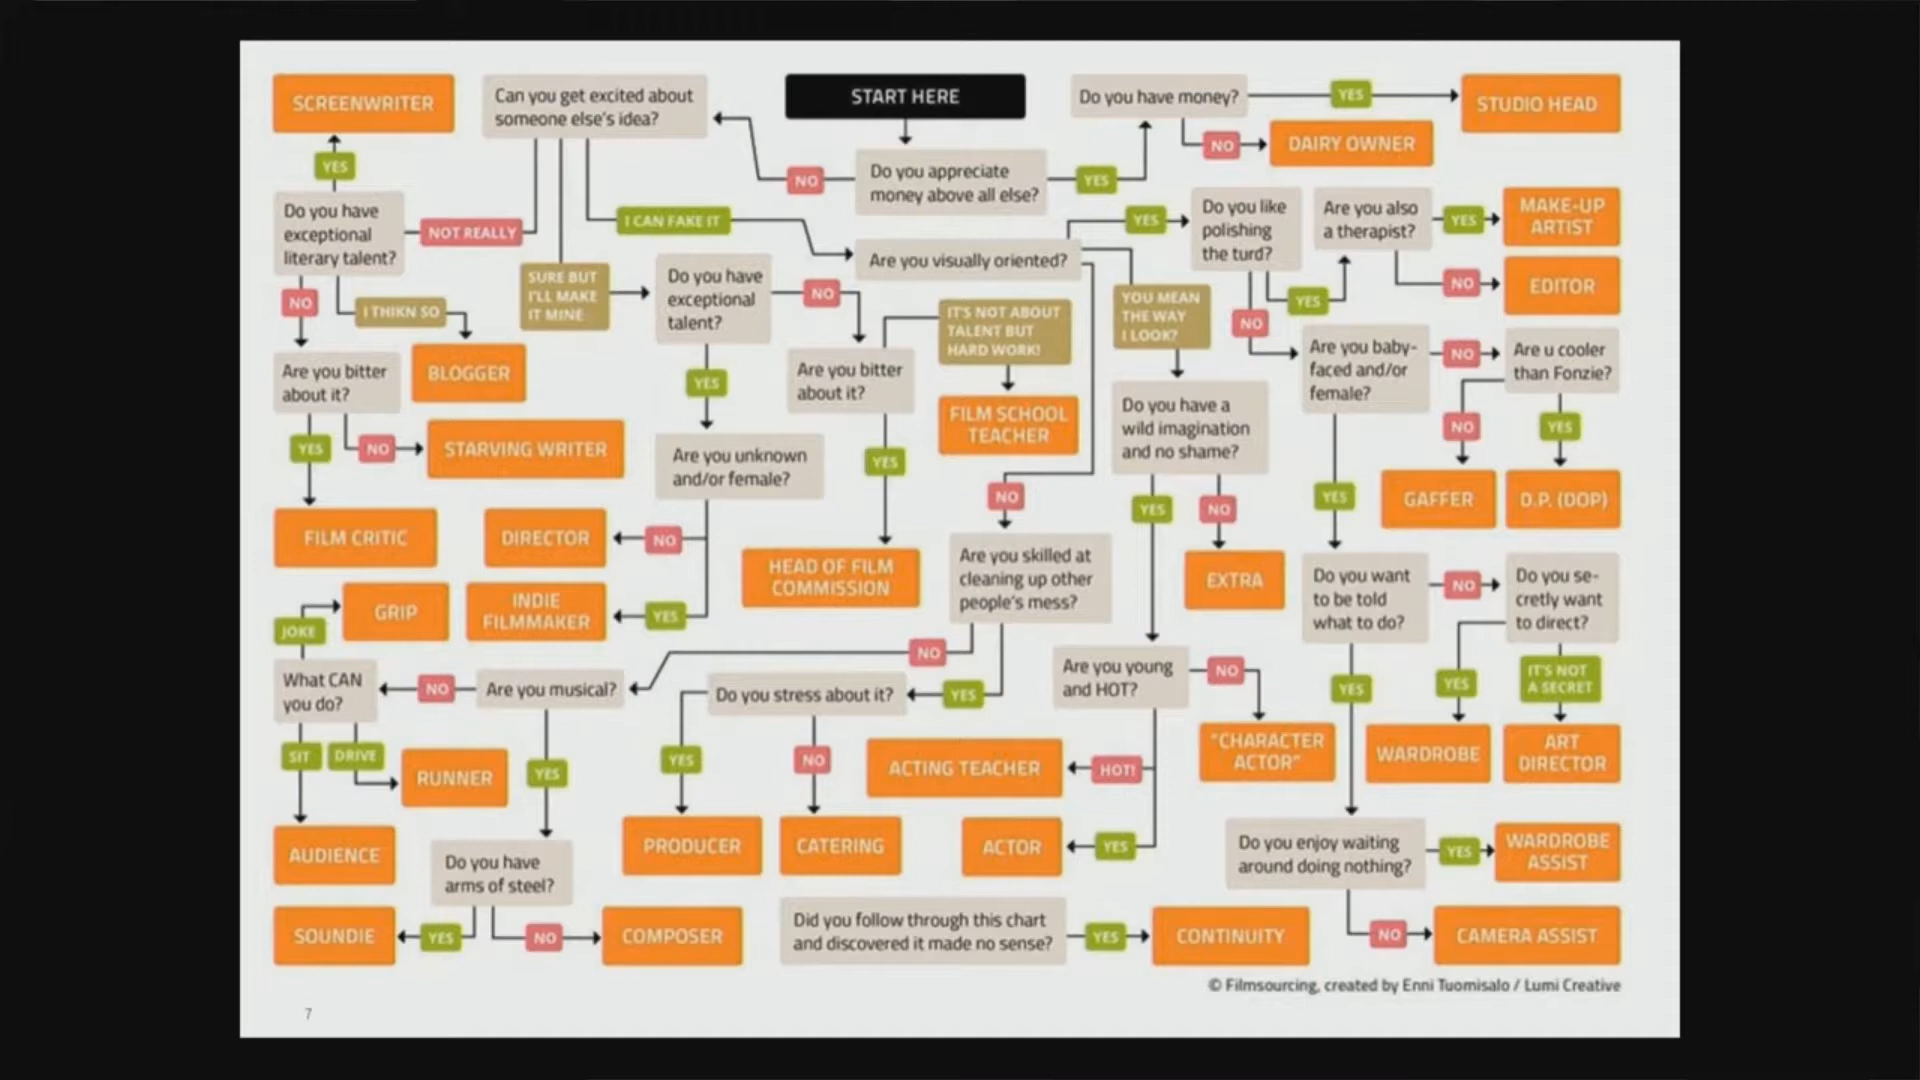 SCREENWRITER
Can you get excited about
someone else's idea?
START HERE
Do you have money?
YES
STUDIO HEAD
NO
DAIRY OWNER
YES
NO
Do you appreciate
money above all else?
YES
Do you have
exceptional
literary talent?
NOT REALLY
I CAN FAKE IT
Are you visually oriented?
YES
Do you like
polishing
the turd?
Are you also
a therapist?
YES
MAKE-UP
ARTIST
SURE BUT
I'LL MAKE
IT MINE
Do you have
exceptional
talent?
NO
IT'S NOT ABOUT
TALENT BUT
HARD WORK!
YOU MEAN
THE WAY
I LOOK?
YES
NO
EDITOR
NO
I THIKN SO
NO
Are you bitter
about it?
BLOGGER
YES
Are you bitter
about it?
FILM SCHOOL
TEACHER
Do you have a
wild imagination
and no shame?
Are you baby-
faced and/or
female?
NO
Are u cooler
than Fonzie?
YES
NO
STARVING WRITER
Are you unknown
and/or female?
YES
NO
YES
NO
YES
NO
YES
GAFFER
D.P. (DOP)
FILM CRITIC
DIRECTOR
NO
HEAD OF FILM
COMMISSION
Are you skilled at
cleaning up other
people's mess?
EXTRA
Do you want
to be told
what to do?
NO
Do you se-
cretly want
to direct?
JOKE
GRIP
INDIE
FILMMAKER
YES
NO
What CAN
you do?
NO
Are you musical?
Do you stress about it?
YES
Are you young
and HOT?
NO
YES
YES
IT'S NOT
A SECRET
SIT
DRIVE
RUNNER
YES
YES
NO
ACTING TEACHER
HOT!
"CHARACTER
ACTOR"
WARDROBE
ART
DIRECTOR
AUDIENCE
Do you have
arms of steel?
PRODUCER
CATERING
ACTOR
YES
Do you enjoy waiting
around doing nothing?
YES
WARDROBE
ASSIST
SOUNDIE
YES
NO
COMPOSER
Did you follow through this chart
and discovered it made no sense?
YES
CONTINUITY
NO
CAMERA ASSIST
© Filmsourcing, created by Enni Tuomisalo / Lumi Creative
7